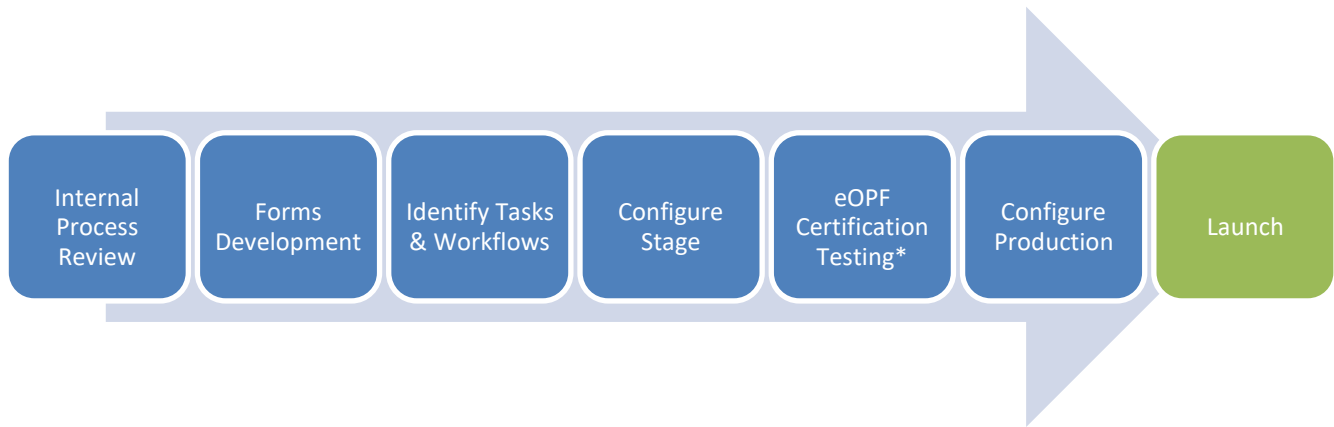 Internal
Process
Review
Forms
Development
Identify Tasks
& Workflows
Configure
Stage
eOPF
Certification
Testing*
Configure
Production
Launch